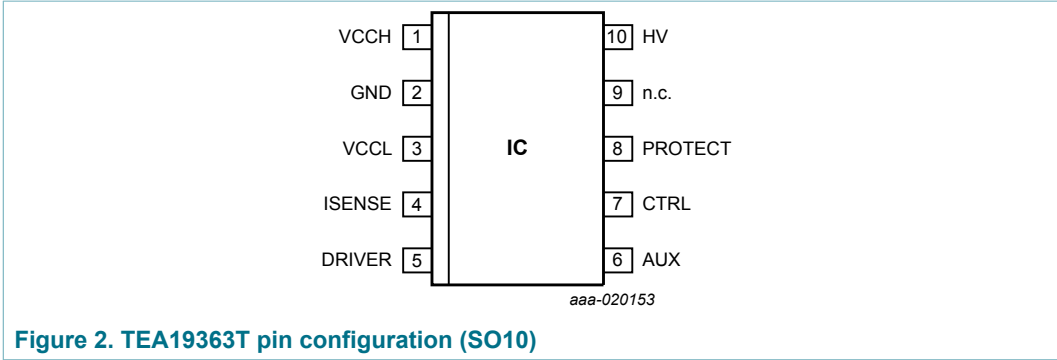 VCCH 1 10 HV
GND 2 9 n.c.
VCCL 3 IC 8 PROTECT
ISENSE 4 7 CTRL
DRIVER 5 6 AUX
aaa-020153
Figure 2. TEA19363T pin configuration (SO10)